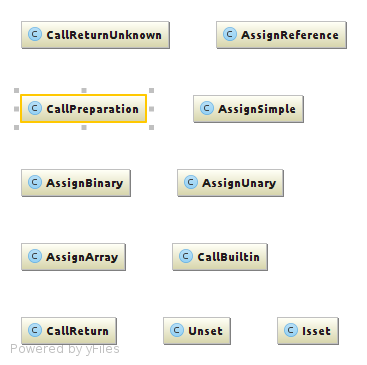 C CallReturnUnknown
C AssignReference
C CallPreparation
C AssignSimple
C AssignBinary
C AssignUnary
C AssignArray
C CallBuiltin
C CallReturn
C Unset
C Isset
Powered by yFiles